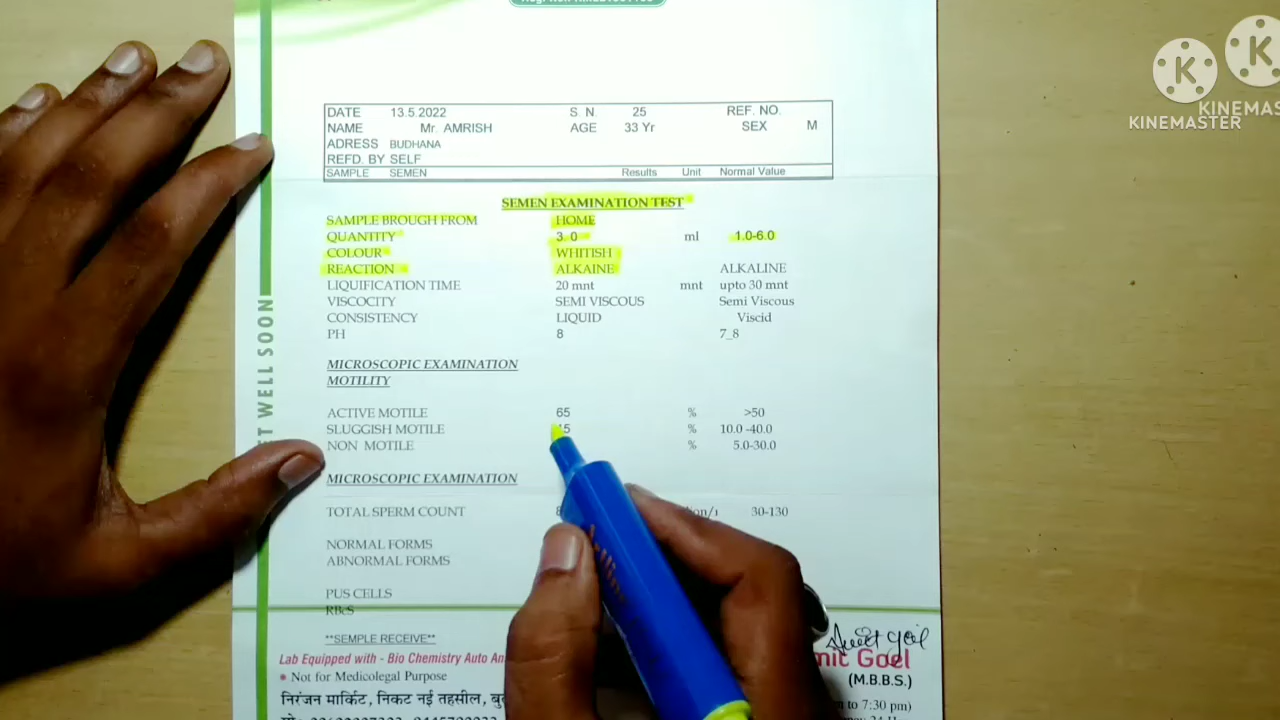 DATE 13.5.2022 S. N. 25 REF. NO.
NAME Mr. AMRISH AGE 33 Yr SEX M
ADRESS BUDHANA
REFD. BY SELF
SAMPLE SEMEN Results Unit Normal Value
SEMEN EXAMINATION TEST
SAMPLE BROUGH FROM HOME
QUANTITY 3.0 ml 1.0-6.0
COLOUR WHITISH
REACTION ALKAINE ALKALINE
LIQUIFICATION TIME 20 mnt mnt upto 30 mnt
VISCOCITY SEMI VISCOUS Semi Viscous
CONSISTENCY LIQUID Viscid
PH 8 7_8
MICROSCOPIC EXAMINATION
MOTILITY
ACTIVE MOTILE 65 % >50
SLUGGISH MOTILE % 10.0 -40.0
NON MOTILE % 5.0-30.0
MICROSCOPIC EXAMINATION
TOTAL SPERM COUNT 30-130
NORMAL FORMS
ABNORMAL FORMS
PUS CELLS
RBcS
**SEMPLE RECEIVE**
Lab Equipped with - Bio Chemistry Auto
Goel
• Not for Medicolegal Purpose
(M.B.B.S.)
निरंजन मार्किट, निकट नई तहसील,
to 7:30 pm)
WELL SOON
KINEMASTER